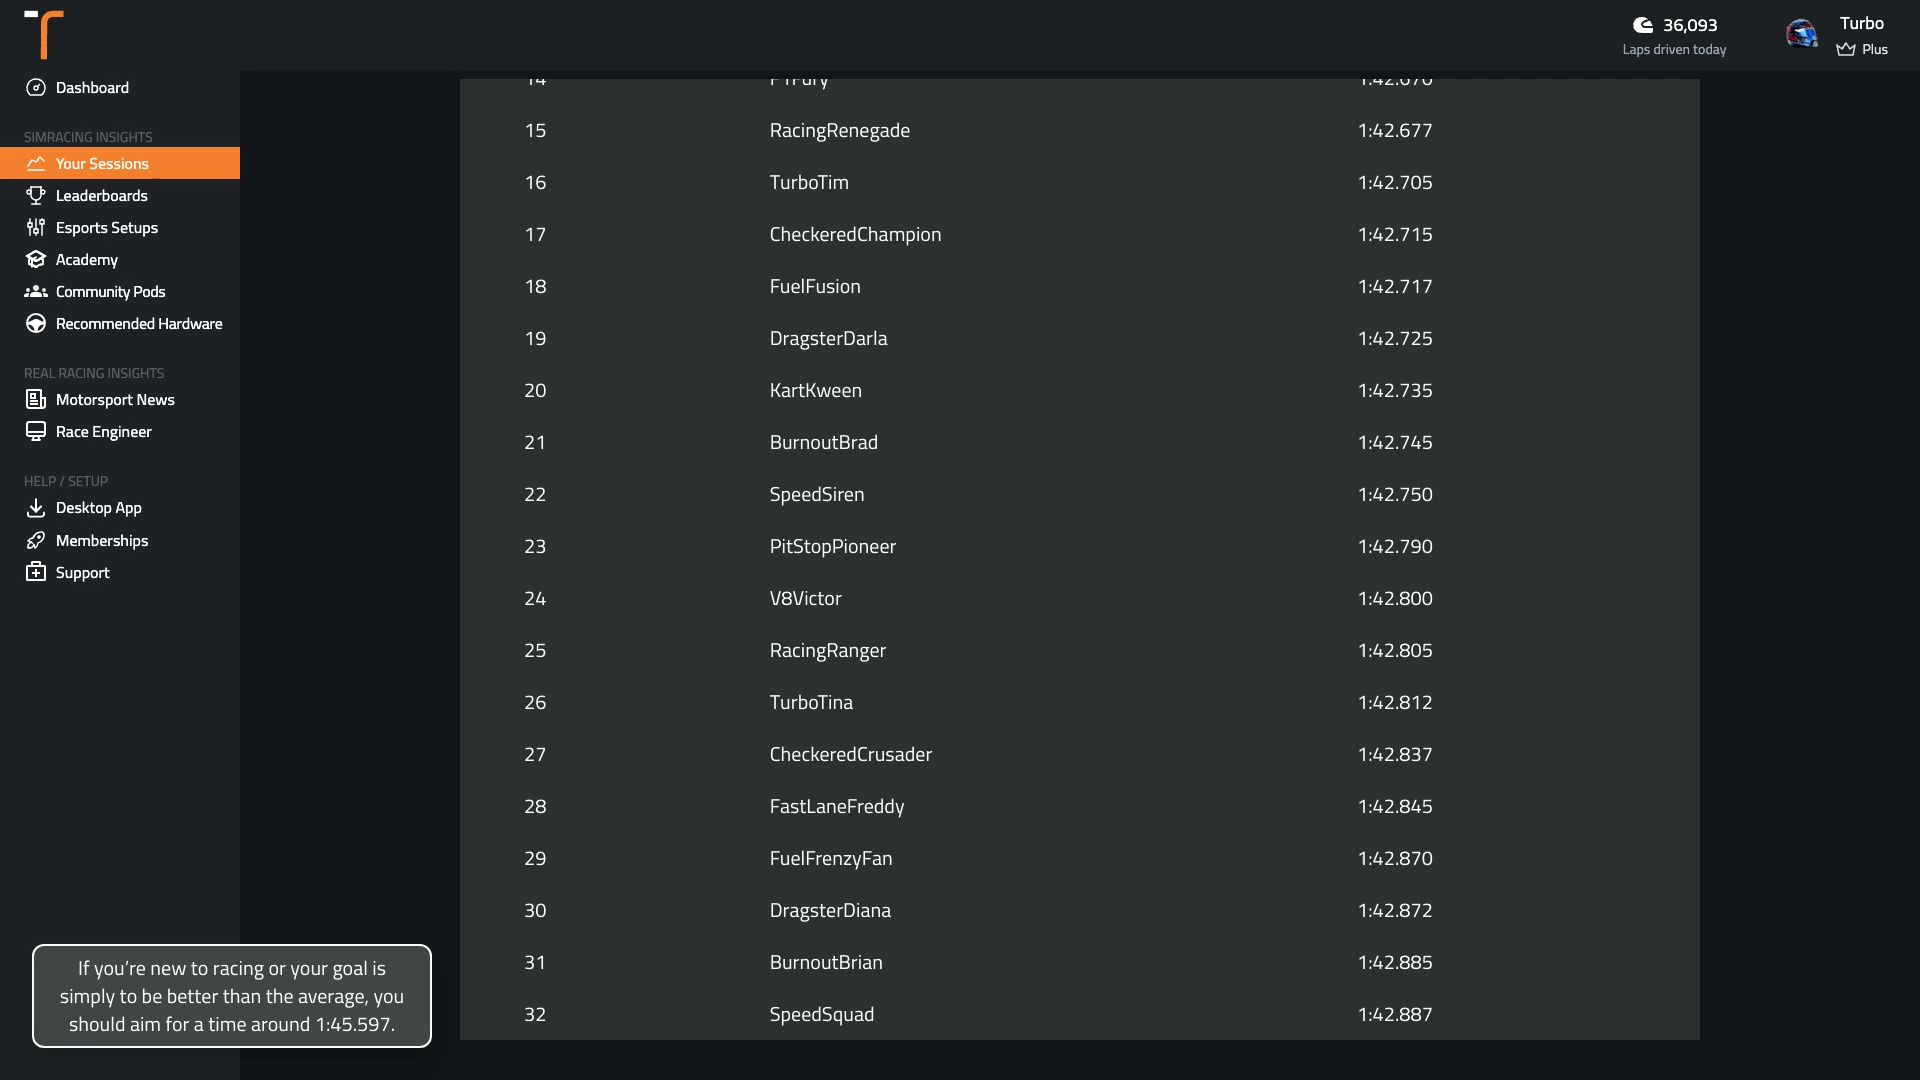 36,093
Laps driven today
Turbo
Plus
Dashboard
SIMRACING INSIGHTS
Your Sessions
Leaderboards
Esports Setups
Academy
Community Pods
Recommended Hardware
REAL RACING INSIGHTS
Motorsport News
Race Engineer
HELP / SETUP
Desktop App
Memberships
Support
If you’re new to racing or your goal is
simply to be better than the average, you
should aim for a time around 1:45.597.
14
15 RacingRenegade 1:42.677
16 TurboTim 1:42.705
17 CheckeredChampion 1:42.715
18 FuelFusion 1:42.717
19 DragsterDarla 1:42.725
20 KartKween 1:42.735
21 BurnoutBrad 1:42.745
22 SpeedSiren 1:42.750
23 PitStopPioneer 1:42.790
24 V8Victor 1:42.800
25 RacingRanger 1:42.805
26 TurboTina 1:42.812
27 CheckeredCrusader 1:42.837
28 FastLaneFreddy 1:42.845
29 FuelFrenzyFan 1:42.870
30 DragsterDiana 1:42.872
31 BurnoutBrian 1:42.885
32 SpeedSquad 1:42.887